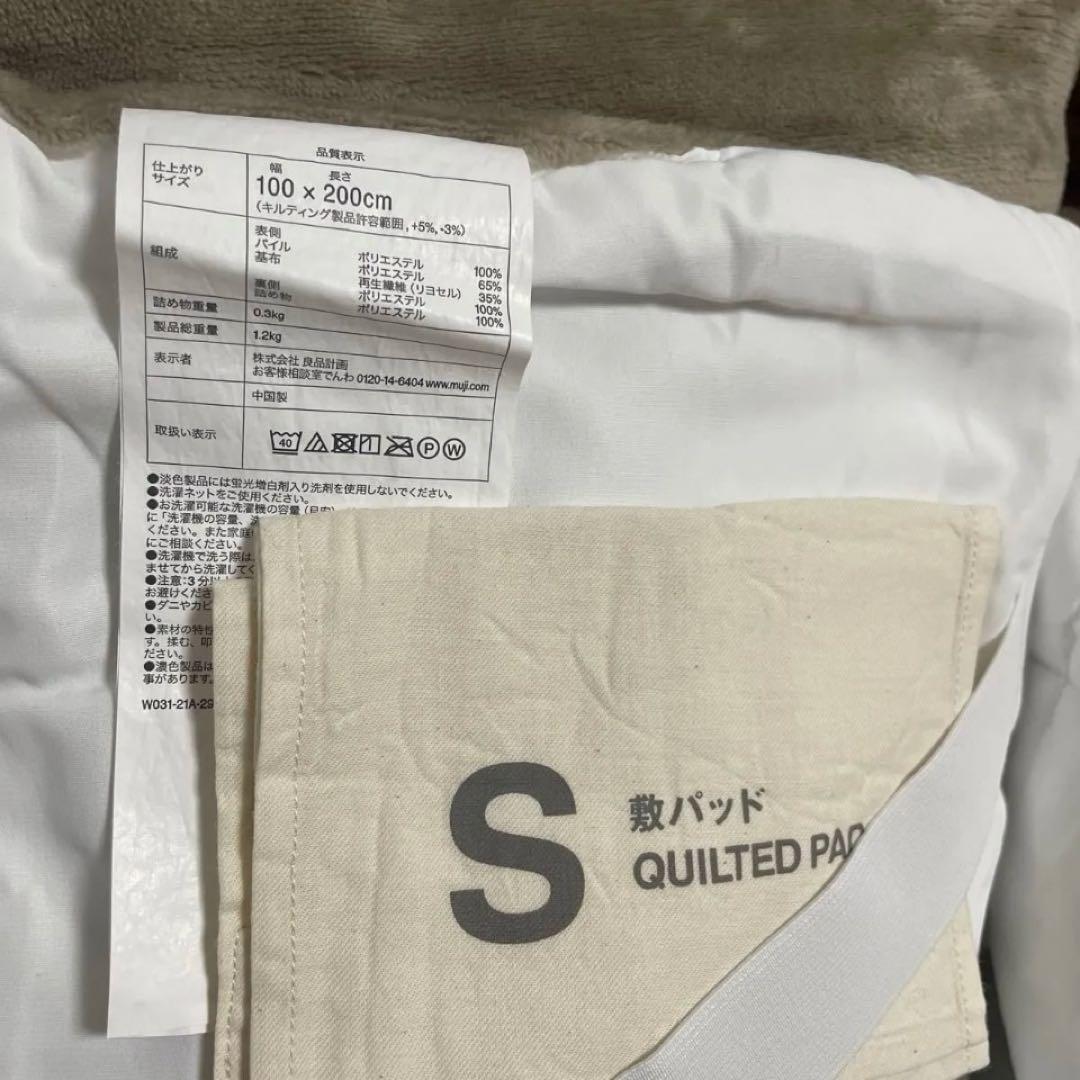 品質表示
仕上がり
サイズ
幅 長さ
100 × 200cm
（キルティング製品許容範囲, +5%, -3%）
組成
表側
パイル ポリエステル 100%
基布 ポリエステル 65%
再生繊維（リヨセル） 35%
裏側 ポリエステル 100%
詰め物 ポリエステル 100%
詰め物重量 0.3kg
製品総重量 1.2kg
表示者 株式会社 良品計画
お客様相談室でんわ 0120-14-6404 www.muji.com
中国製
取扱い表示
40
P W
●淡色製品には蛍光増白剤入り洗剤を使用しないでください。
●洗濯ネットをご使用ください。
●お洗濯可能な洗濯機の容量（目安）
に「洗濯機の容量、洗
ください。また家庭
にご相談ください。
●洗濯機で洗う際は、
ませてから洗濯してく
●注意：3分以
お避けくださ
●ダニやカビ
い。
●素材の特性
す。揉む、叩
ださい。
●濃色製品は
事があります。
W031-21A-29
S
敷パッド
QUILTED PAD